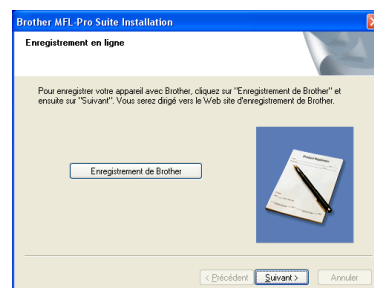 Brother MFL-Pro Suite Installation
Enregistrement en ligne
Pour enregistrer votre appareil avec Brother, cliquez sur "Enregistrement de Brother" et
ensuite sur "Suivant". Vous serez dirigé vers le Web site d'enregistrement de Brother.
Product Registration
Enregistrement de Brother
< Précédent
Suivant >
Annuler